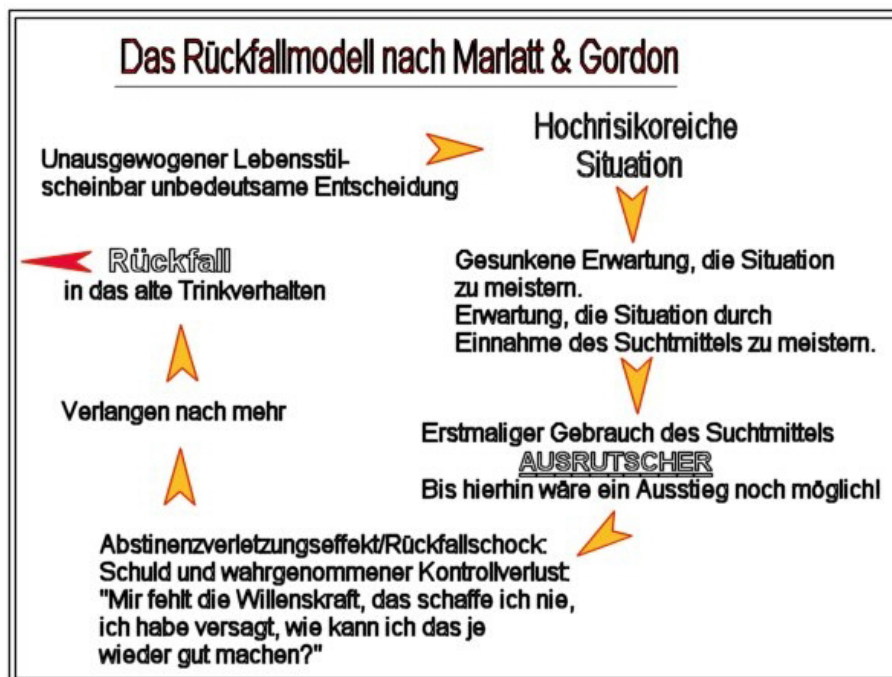 Das Rückfallmodell nach Marlatt & Gordon
Unausgewogener Lebensstil-
scheinbar unbedeutsame Entscheidung
Hochrisikoreiche
Situation
Gesunkene Erwartung, die Situation
zu meistern.
Erwartung, die Situation durch
Einnahme des Suchtmittels zu meistern.
Erstmaliger Gebrauch des Suchtmittels
AUSRUTSCHER
Bis hierhin wäre ein Ausstieg noch möglich!
Abstinenzverletzungseffekt/Rückfallschock:
Schuld und wahrgenommener Kontrollverlust:
"Mir fehlt die Willenskraft, das schaffe ich nie,
ich habe versagt, wie kann ich das je
wieder gut machen?"
Verlangen nach mehr
Rückfall
in das alte Trinkverhalten